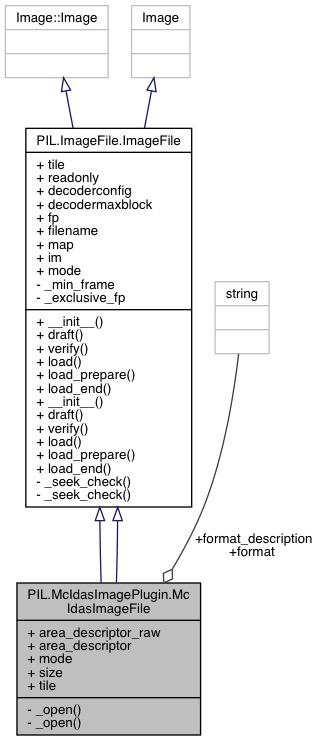 Image::Image
Image
PIL.ImageFile.ImageFile
+ tile
+ readonly
+ decoderconfig
+ decodermaxblock
+ fp
+ filename
+ map
+ im
+ mode
- _min_frame
- _exclusive_fp
+ __init__()
+ draft()
+ verify()
+ load()
+ load_prepare()
+ load_end()
+ __init__()
+ draft()
+ verify()
+ load()
+ load_prepare()
+ load_end()
- _seek_check()
- _seek_check()
string
+format_description
+format
PIL.McIdasImagePlugin.Mc
IdasImageFile
+ area_descriptor_raw
+ area_descriptor
+ mode
+ size
+ tile
- _open()
- _open()